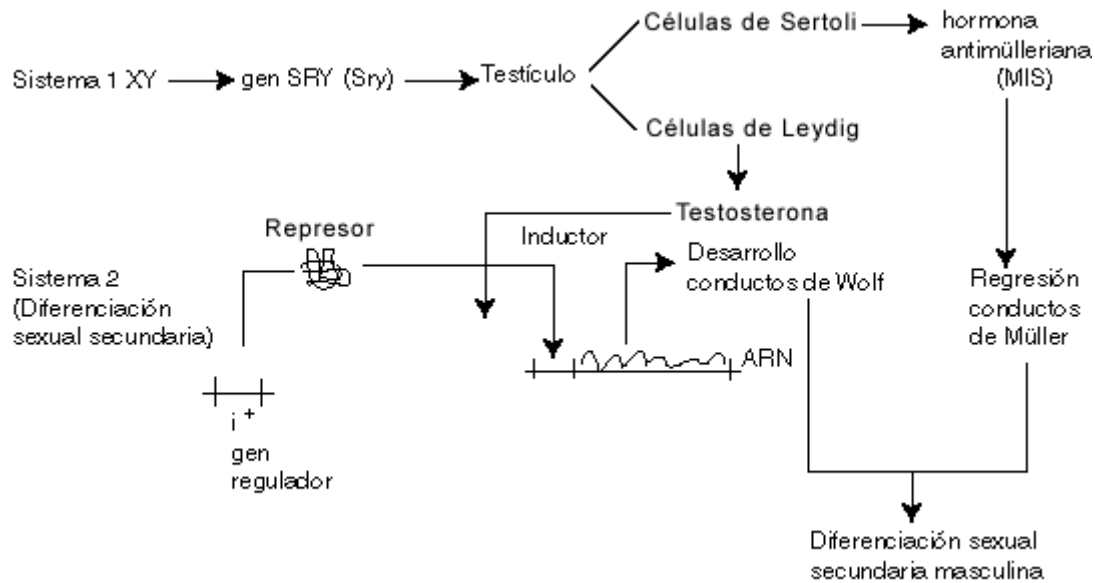 Células de Sertoli
hormona
antimülleriana
(MIS)
Sistema 1 XY
gen SRY (Sry)
Testículo
Células de Leydig
Testosterona
Represor
Inductor
Desarrollo
conductos de Wolf
Sistema 2
(Diferenciación
sexual secundaria)
Regresión
conductos
de Müller
ARN
i +
gen
regulador
Diferenciación sexual
secundaria masculina